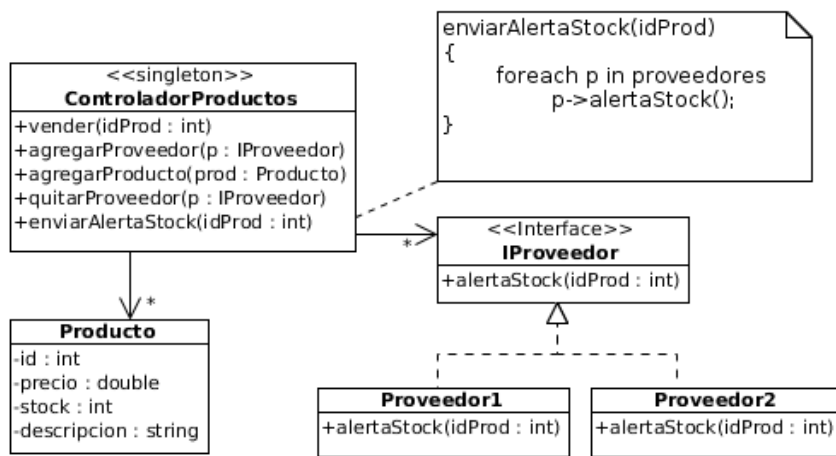 enviarAlertaStock(idProd)
{
foreach p in proveedores
p->alertaStock();
}
<<singleton>>
ControladorProductos
+vender(idProd : int)
+agregarProveedor(p : IProveedor)
+agregarProducto(prod : Producto)
+quitarProveedor(p : IProveedor)
+enviarAlertaStock(idProd : int)
*
<<Interface>>
IProveedor
+alertaStock(idProd : int)
*
Producto
-id : int
-precio : double
-stock : int
-descripcion : string
Proveedor1
+alertaStock(idProd : int)
Proveedor2
+alertaStock(idProd : int)